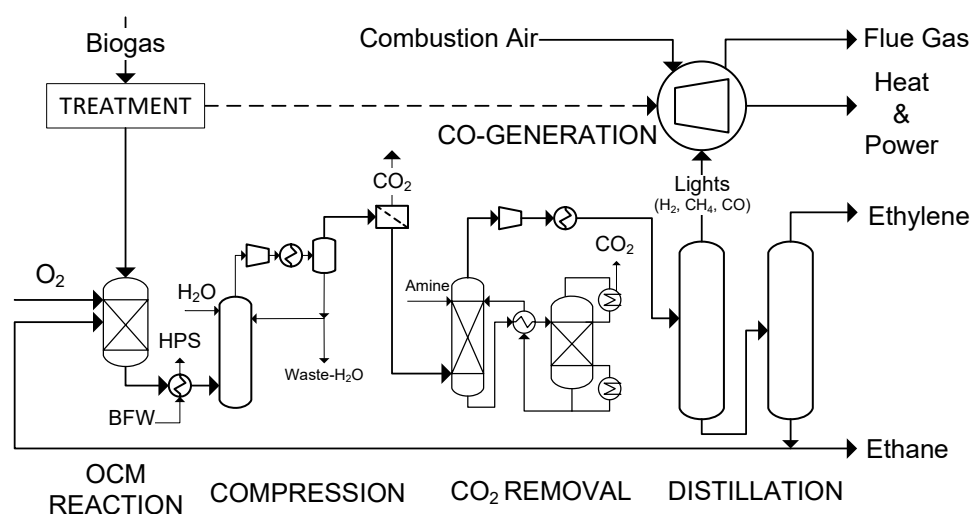 Biogas
Combustion Air
Flue Gas
TREATMENT
Heat
&
Power
CO-GENERATION
CO₂
Lights
(H₂, CH₄, CO)
Ethylene
CO₂
O₂
H₂O
Amine
HPS
Waste-H₂O
BFW
Ethane
OCM
REACTION
COMPRESSION
CO₂ REMOVAL
DISTILLATION